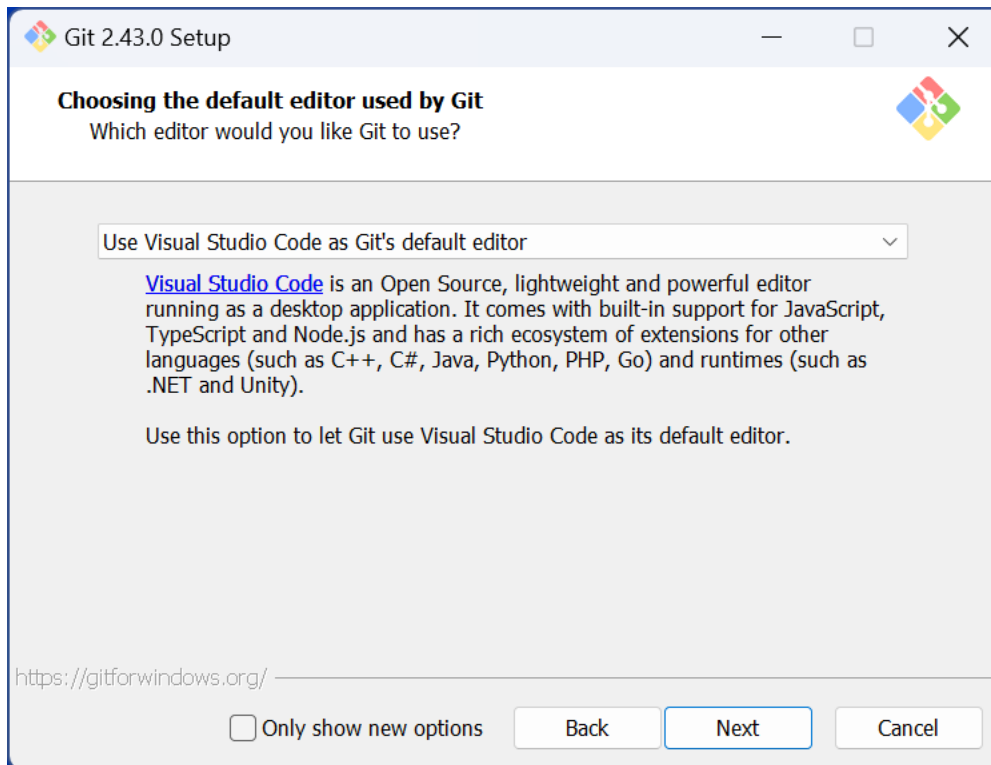 Git 2.43.0 Setup
Choosing the default editor used by Git
Which editor would you like Git to use?
Use Visual Studio Code as Git's default editor
Visual Studio Code is an Open Source, lightweight and powerful editor
running as a desktop application. It comes with built-in support for JavaScript,
TypeScript and Node.js and has a rich ecosystem of extensions for other
languages (such as C++, C#, Java, Python, PHP, Go) and runtimes (such as
.NET and Unity).
Use this option to let Git use Visual Studio Code as its default editor.
https://gitforwindows.org/
Only show new options
Back
Next
Cancel